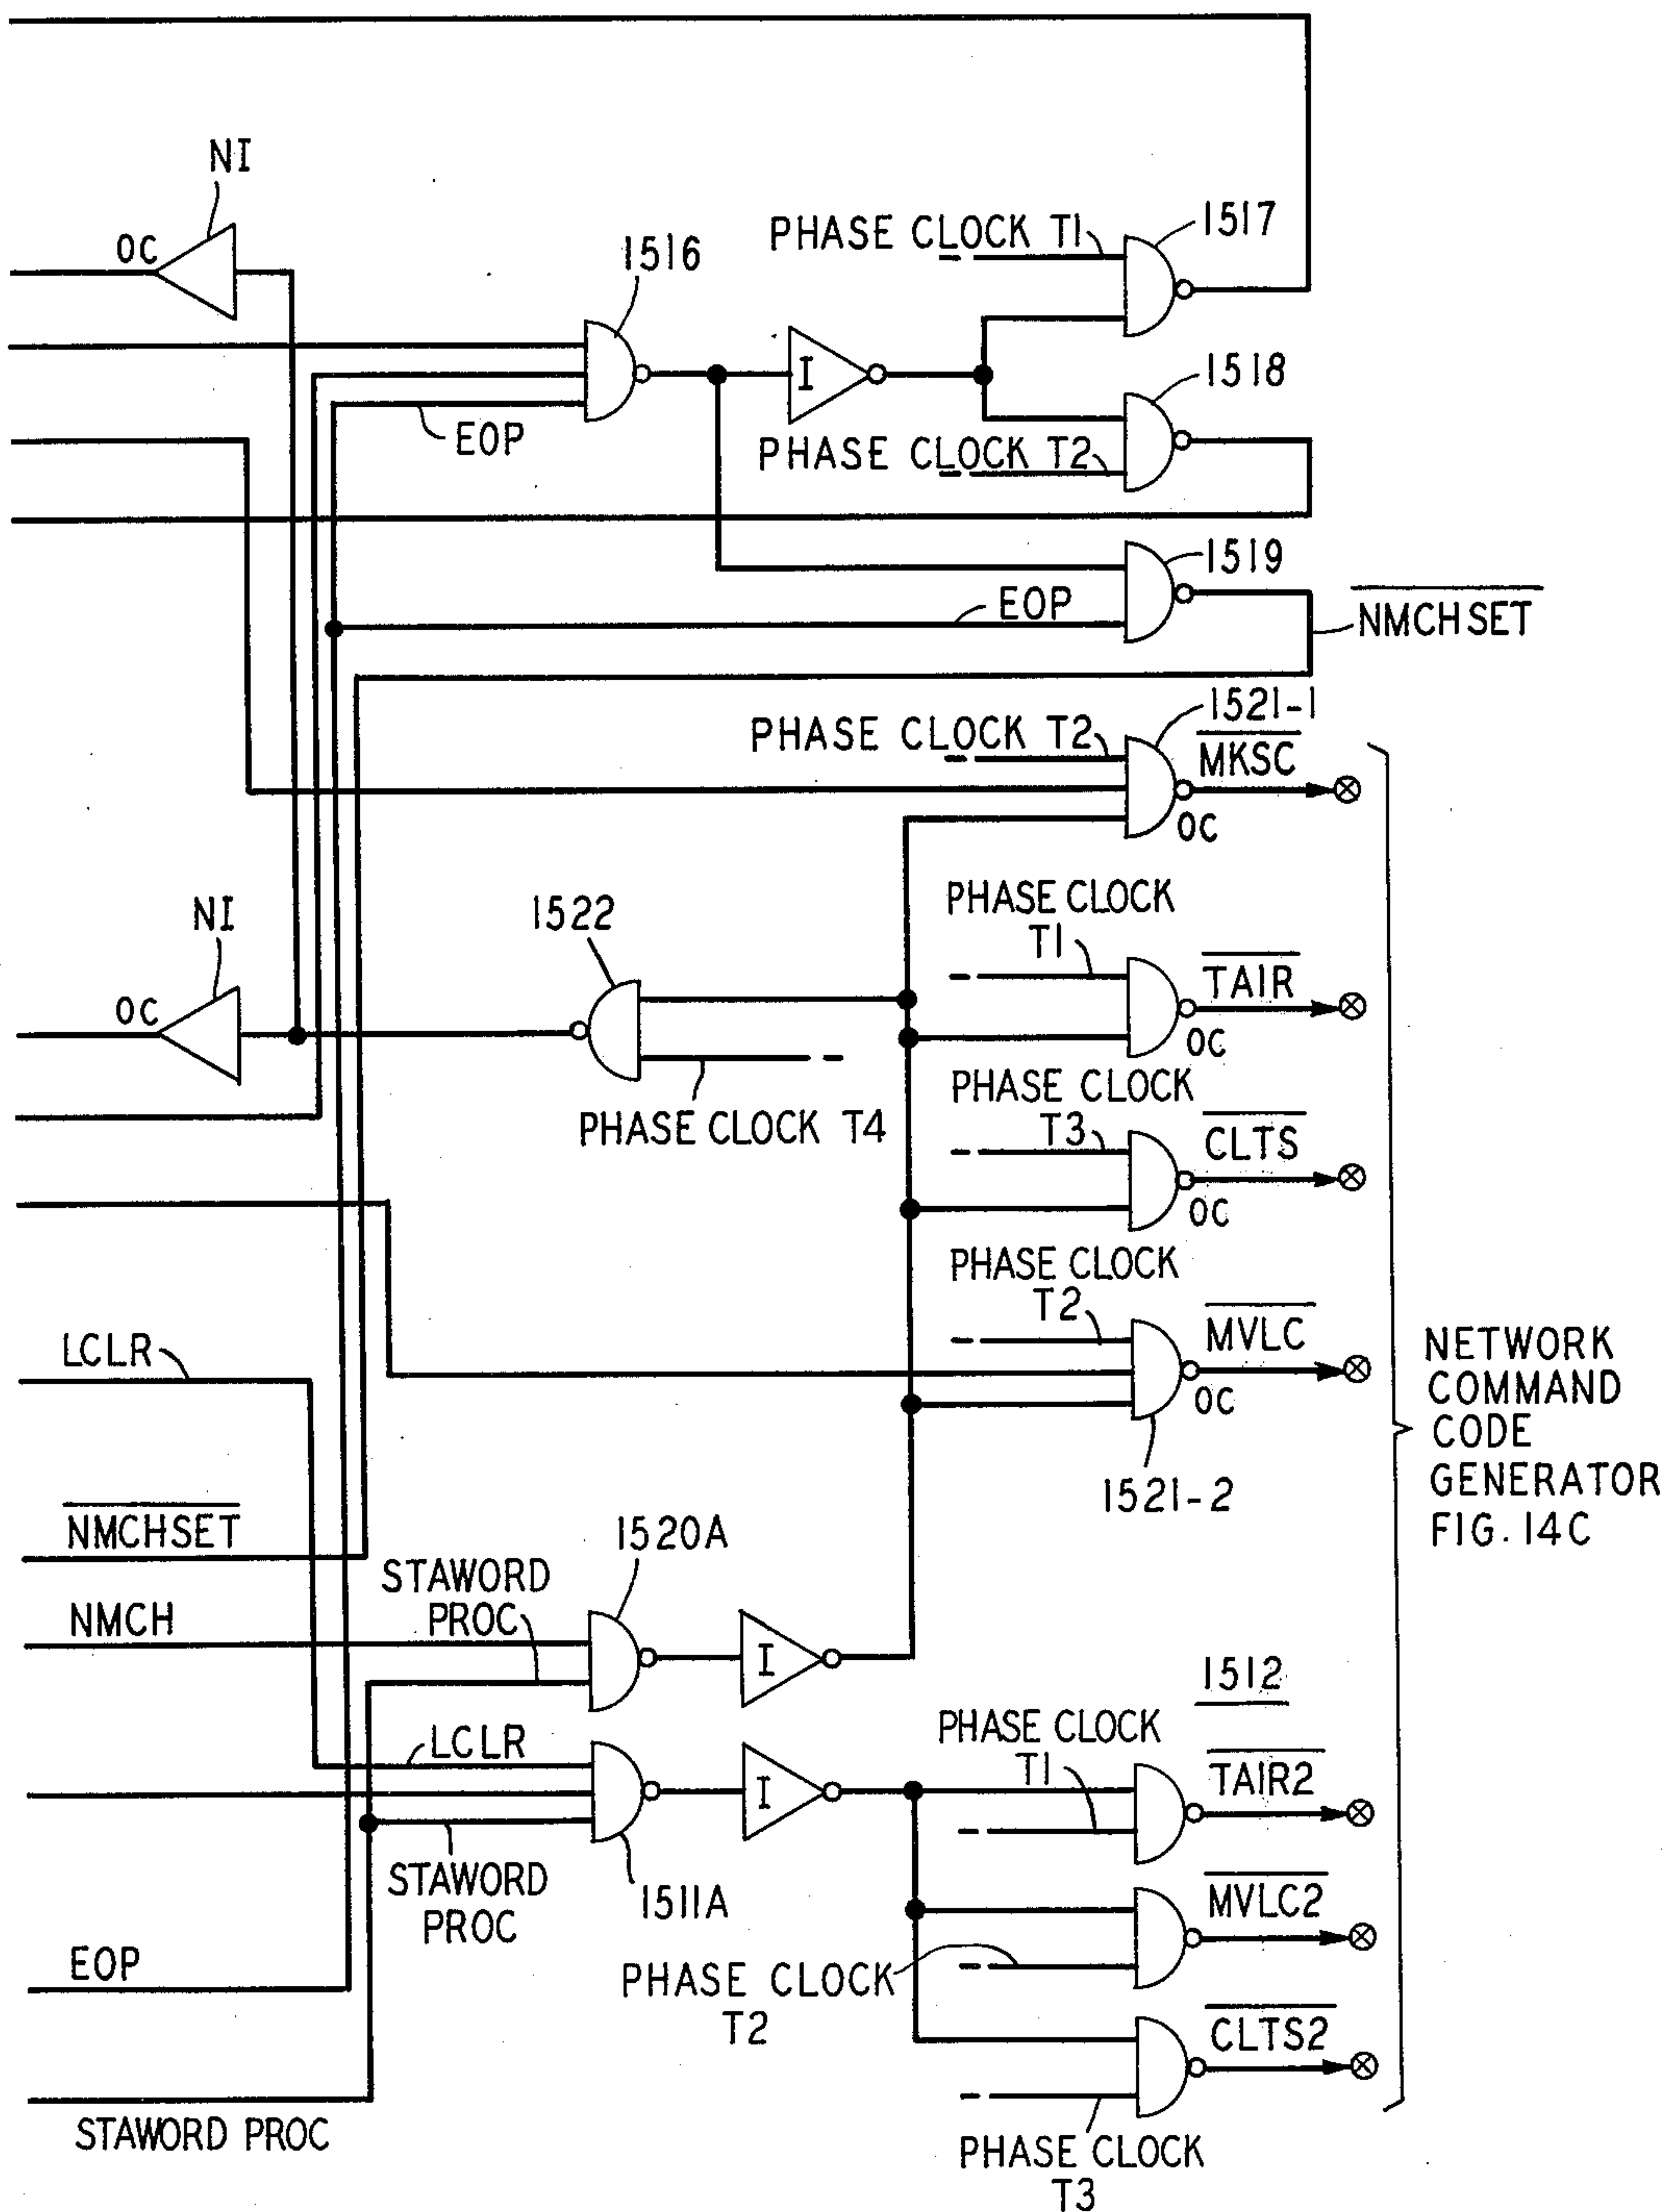 NI
OC
1516
PHASE CLOCK T1
1517
EOP
1518
PHASE CLOCK T2
1519
EOP
NMCHSET
1521-1
PHASE CLOCK T2
MKSC
OC
PHASE CLOCK
T1
TAIR
OC
NI
1522
OC
PHASE CLOCK T4
PHASE CLOCK
T3
CLTS
OC
PHASE CLOCK
T2
MVLC
OC
1521-2
NETWORK
COMMAND
CODE
GENERATOR
FIG. 14C
LCLR
NMCHSET
1520A
STAWORD
PROC
NMCH
I
I
1512
PHASE CLOCK
T1
TAIR2
LCLR
I
STAWORD
PROC
1511A
MVLC2
EOP
PHASE CLOCK
T2
CLTS2
STAWORD PROC
PHASE CLOCK
T3